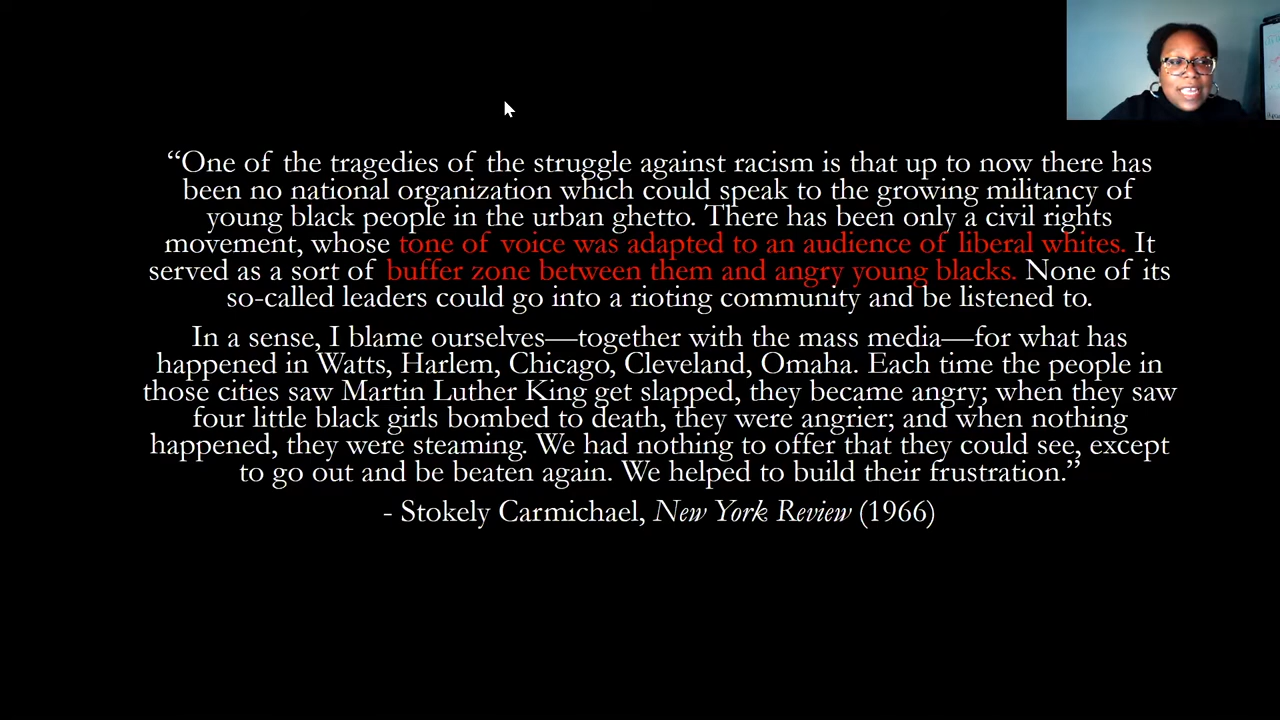 “One of the tragedies of the struggle against racism is that up to now there has
been no national organization which could speak to the growing militancy of
young black people in the urban ghetto. There has been only a civil rights
movement, whose tone of voice was adapted to an audience of liberal whites. It
served as a sort of buffer zone between them and angry young blacks. None of its
so-called leaders could go into a rioting community and be listened to.
In a sense, I blame ourselves—together with the mass media—for what has
happened in Watts, Harlem, Chicago, Cleveland, Omaha. Each time the people in
those cities saw Martin Luther King get slapped, they became angry; when they saw
four little black girls bombed to death, they were angrier; and when nothing
happened, they were steaming. We had nothing to offer that they could see, except
to go out and be beaten again. We helped to build their frustration.”
- Stokely Carmichael, New York Review (1966)